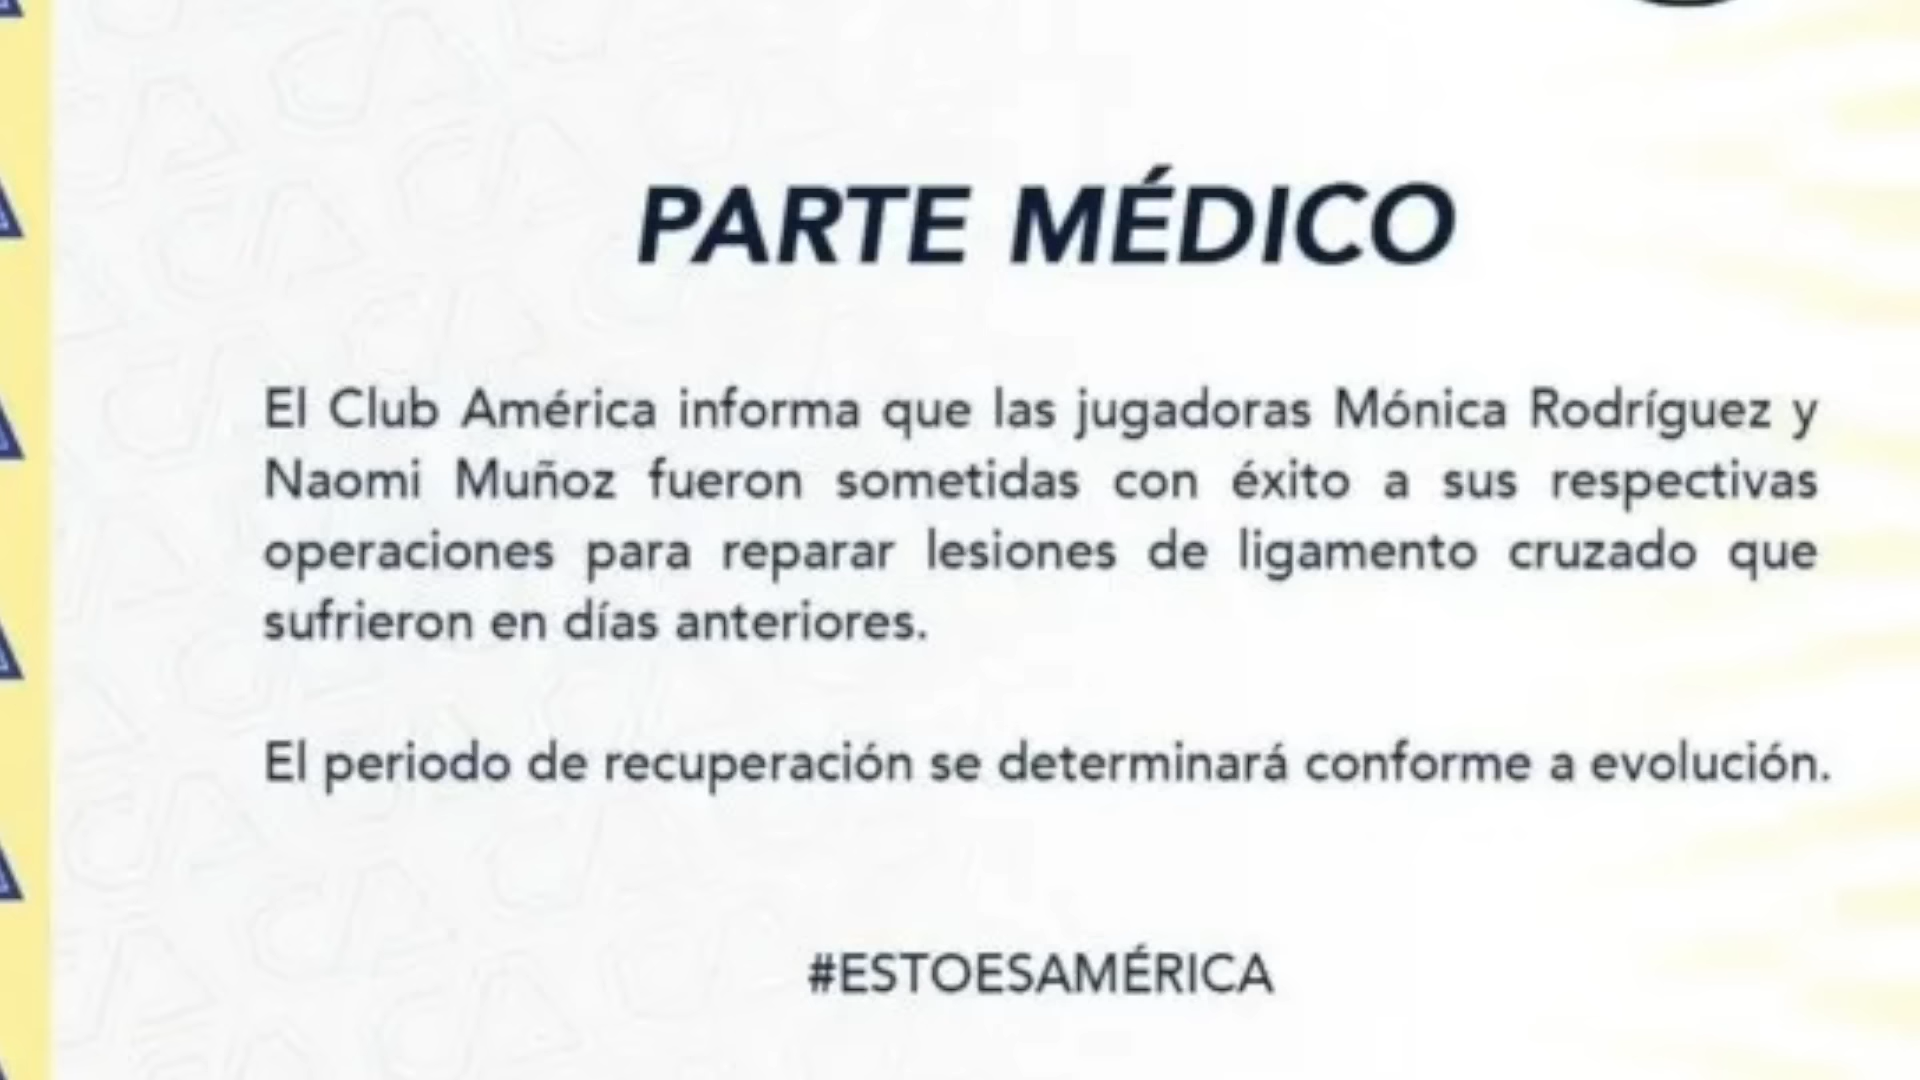 PARTE MÉDICO
El Club América informa que las jugadoras Mónica Rodríguez y
Naomi Muñoz fueron sometidas con éxito a sus respectivas
operaciones para reparar lesiones de ligamento cruzado que
sufrieron en días anteriores.
El periodo de recuperación se determinará conforme a evolución.
#ESTOESAMÉRICA